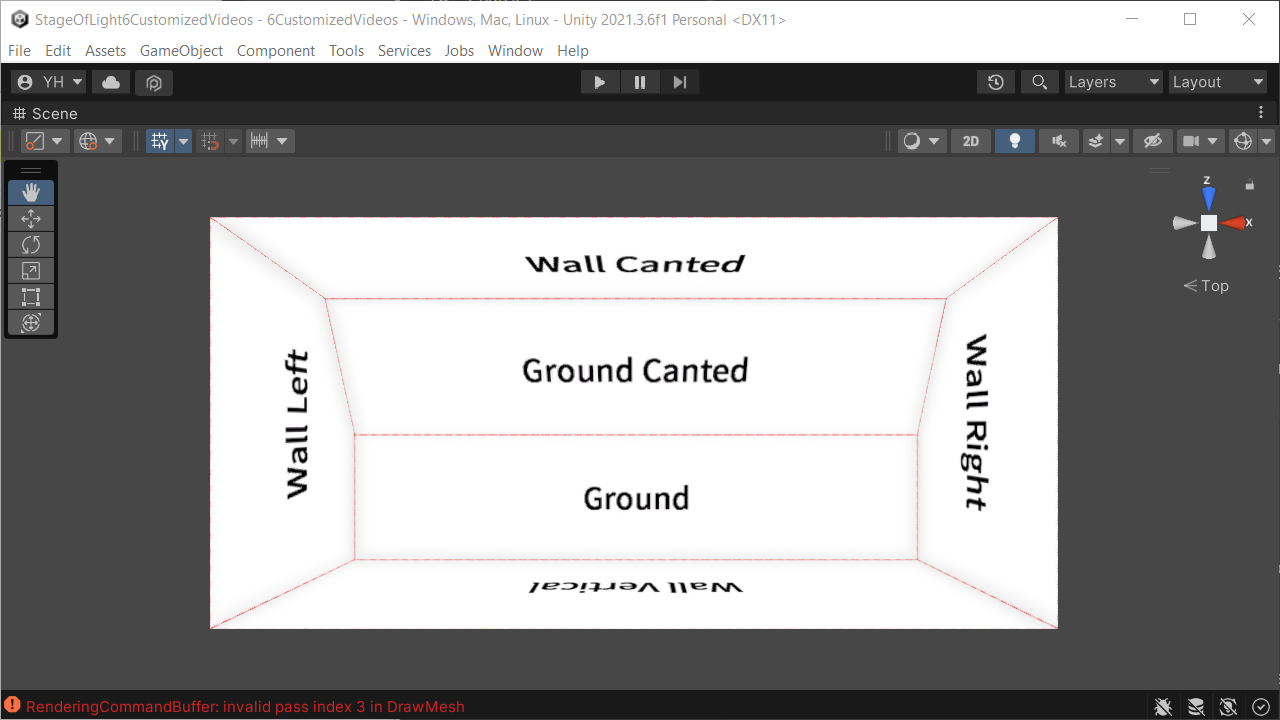 StageOfLight6CustomizedVideos - 6CustomizedVideos - Windows, Mac, Linux - Unity 2021.3.6f1 Personal <DX11>
File Edit Assets GameObject Component Tools Services Jobs Window Help
YH Layers Layout
Scene
2D
Z
X
Top
Wall Canted
Wall Left
Ground Canted
Wall Right
Ground
Wall Vertical
RenderingCommandBuffer: invalid pass index 3 in DrawMesh